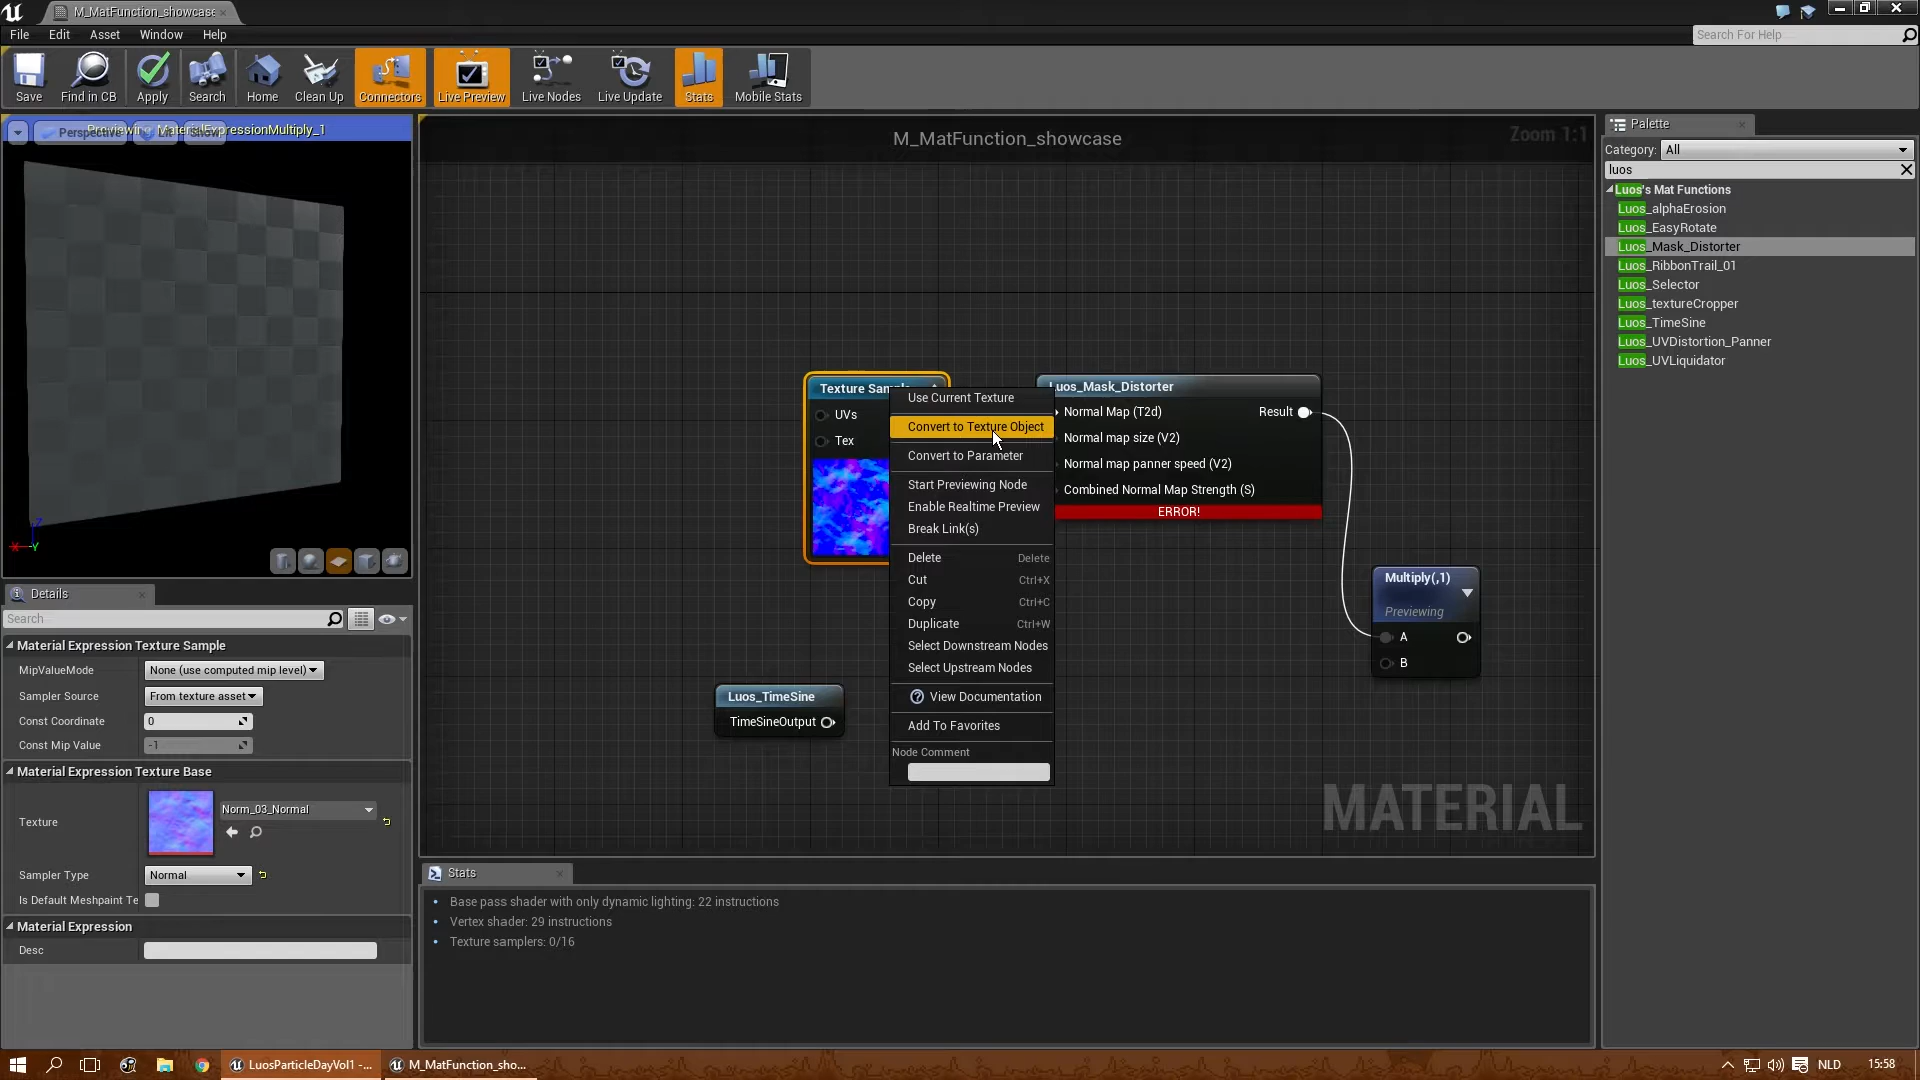 M_MatFunction_showcase
File Edit Asset Window Help
Search For Help
Save Find in CB Apply Search Home Clean Up Connectors Live Preview Live Nodes Live Update Stats Mobile Stats
Perspective Lit Show
Previewing: MaterialExpressionMultiply_1
M_MatFunction_showcase
Zoom 1:1
Palette
Category: All
luos
Luos's Mat Functions
Luos_alphaErosion
Luos_EasyRotate
Luos_Mask_Distorter
Luos_RibbonTrail_01
Luos_Selector
Luos_textureCropper
Luos_TimeSine
Luos_UVDistortion_Panner
Luos_UVLiquidator
Texture Sample
UVs
Tex
Use Current Texture
Convert to Texture Object
Convert to Parameter
Start Previewing Node
Enable Realtime Preview
Break Link(s)
Delete Delete
Cut Ctrl+X
Copy Ctrl+C
Duplicate Ctrl+W
Select Downstream Nodes
Select Upstream Nodes
View Documentation
Add To Favorites
Node Comment
Luos_Mask_Distorter
Normal Map (T2d) Result
Normal map size (V2)
Normal map panner speed (V2)
Combined Normal Map Strength (S)
ERROR!
Multiply(,1)
Previewing
A
B
Luos_TimeSine
TimeSineOutput
MATERIAL
X Z Y
Details
Search
Material Expression Texture Sample
MipValueMode None (use computed mip level)
Sampler Source From texture asset
Const Coordinate 0
Const Mip Value -1
Material Expression Texture Base
Texture Norm_03_Normal
Sampler Type Normal
Is Default Meshpaint Te
Material Expression
Desc
Stats
Base pass shader with only dynamic lighting: 22 instructions
Vertex shader: 29 instructions
Texture samplers: 0/16
LuosParticleDayVol1 -...
M_MatFunction_sho...
NLD 15:58